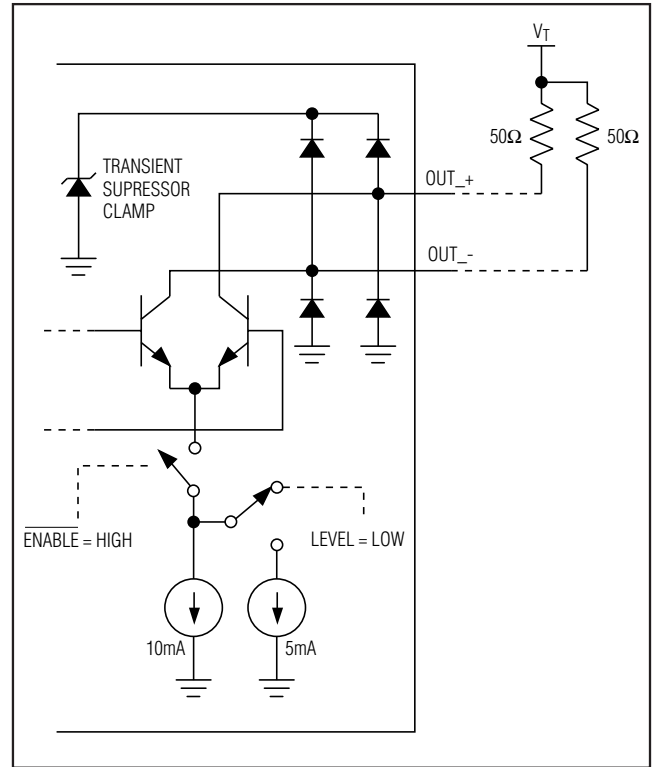 V_T
50Ω
50Ω
TRANSIENT
SUPRESSOR
CLAMP
OUT_+
OUT_-
ENABLE = HIGH
LEVEL = LOW
10mA
5mA